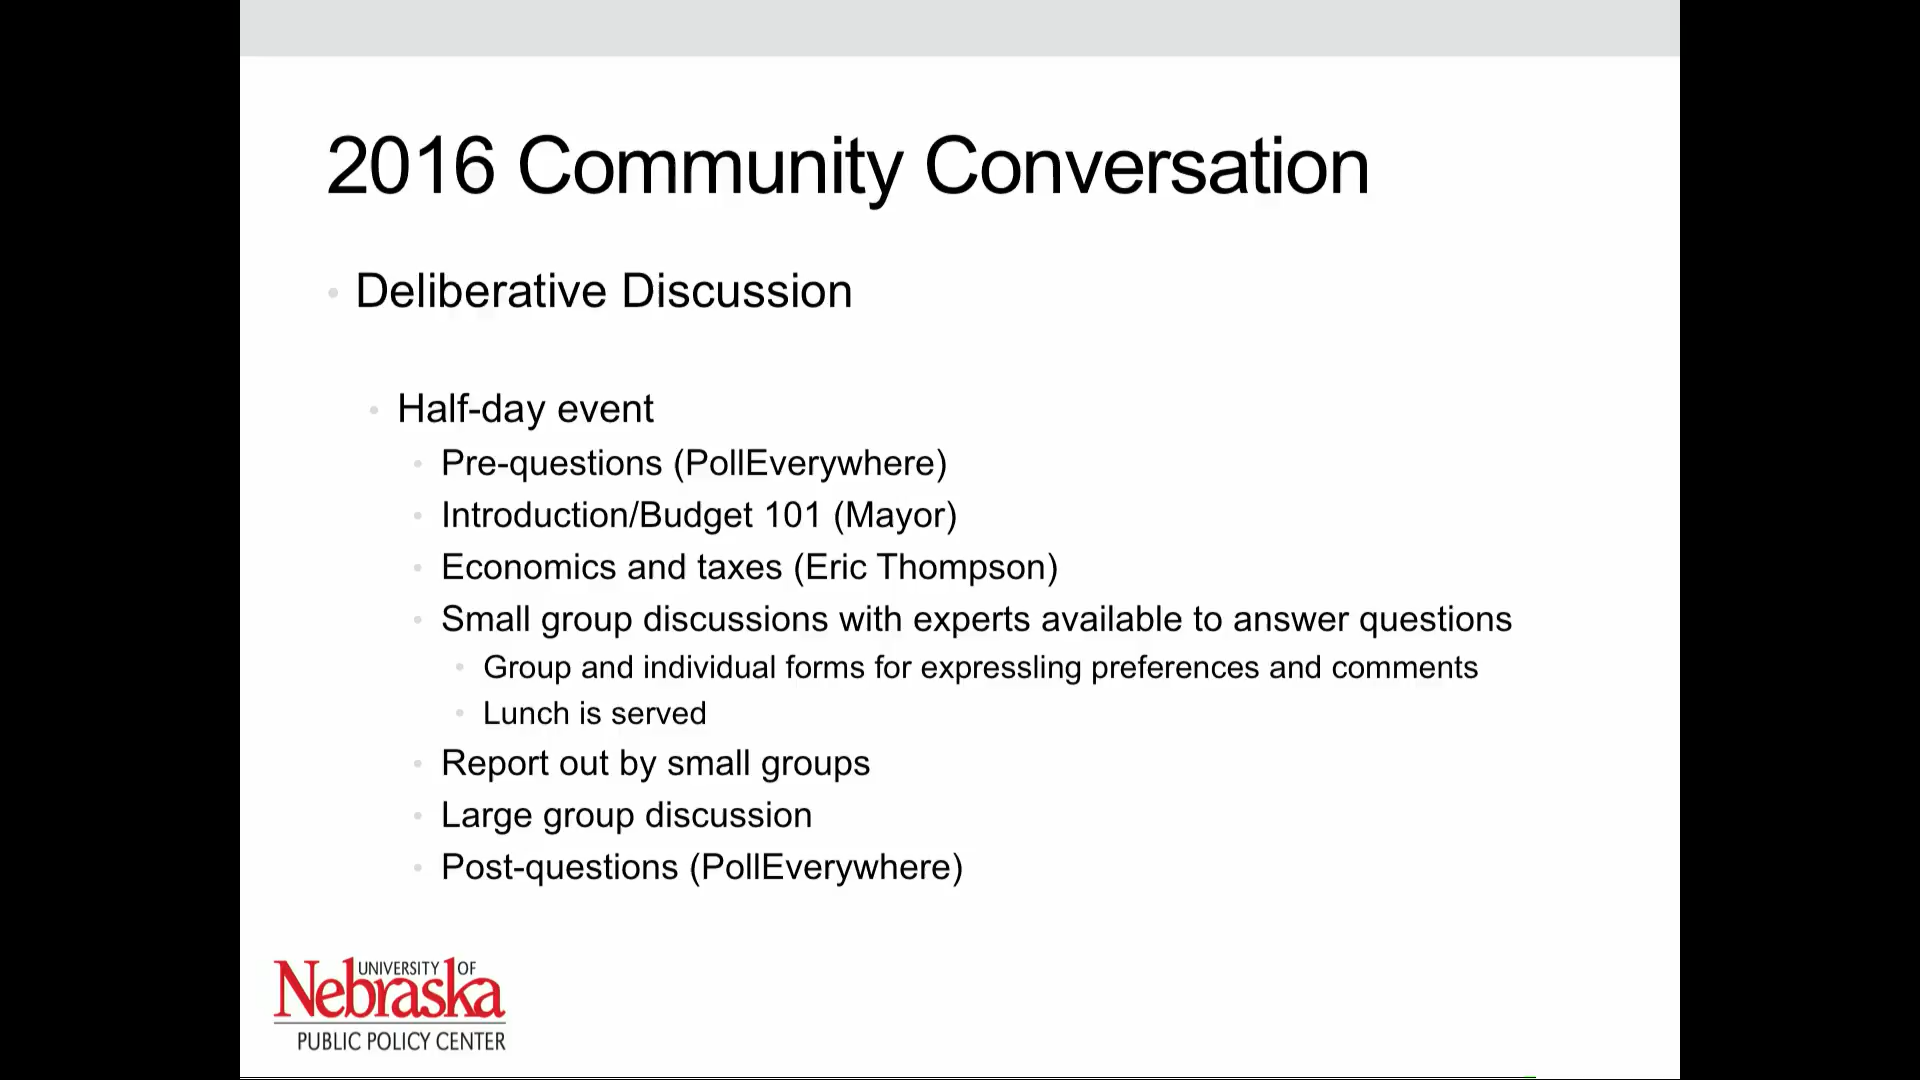 2016 Community Conversation
• Deliberative Discussion
• Half-day event
• Pre-questions (PollEverywhere)
• Introduction/Budget 101 (Mayor)
• Economics and taxes (Eric Thompson)
• Small group discussions with experts available to answer questions
• Group and individual forms for expressling preferences and comments
• Lunch is served
• Report out by small groups
• Large group discussion
• Post-questions (PollEverywhere)
UNIVERSITY OF
Nebraska
PUBLIC POLICY CENTER